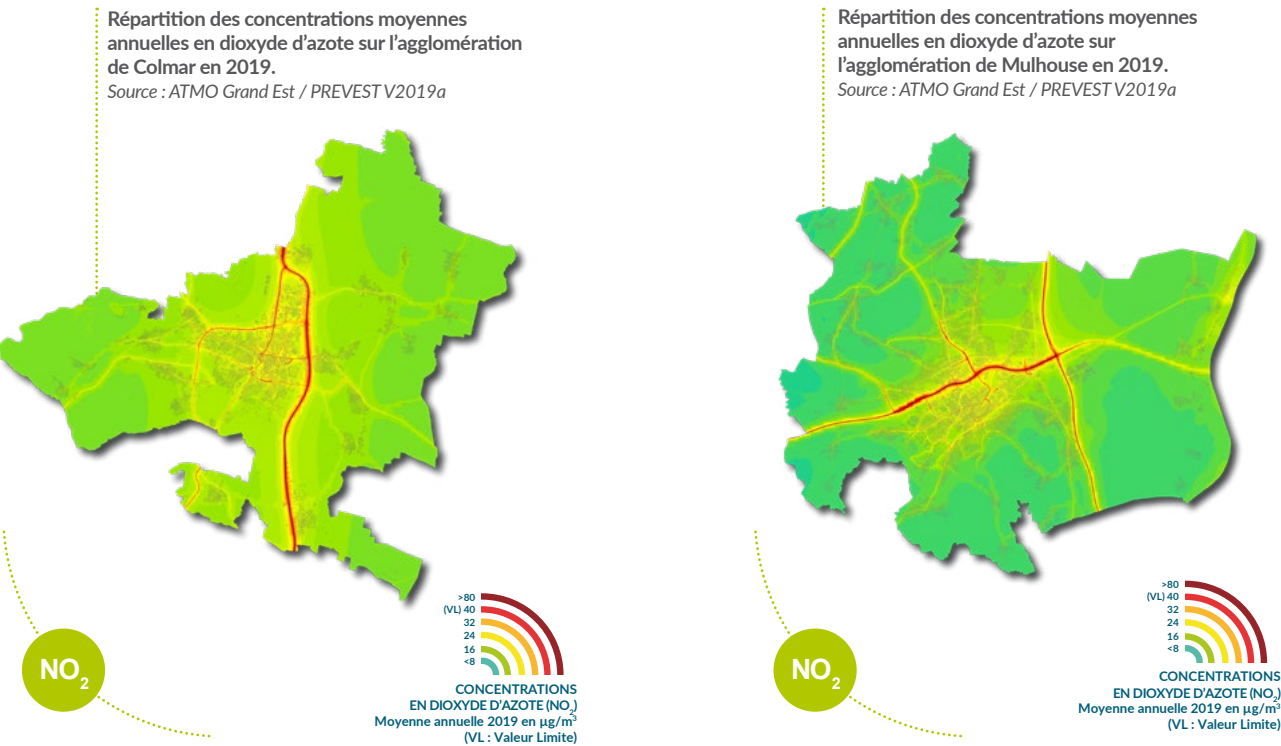 Répartition des concentrations moyennes
annuelles en dioxyde d’azote sur l’agglomération
de Colmar en 2019.
Source : ATMO Grand Est / PREVEST V2019a
>80
(VL) 40
32
24
16
<8
NO2
CONCENTRATIONS
EN DIOXYDE D’AZOTE (NO2)
Moyenne annuelle 2019 en µg/m³
(VL : Valeur Limite)
Répartition des concentrations moyennes
annuelles en dioxyde d’azote sur
l’agglomération de Mulhouse en 2019.
Source : ATMO Grand Est / PREVEST V2019a
>80
(VL) 40
32
24
16
<8
NO2
CONCENTRATIONS
EN DIOXYDE D’AZOTE (NO2)
Moyenne annuelle 2019 en µg/m³
(VL : Valeur Limite)